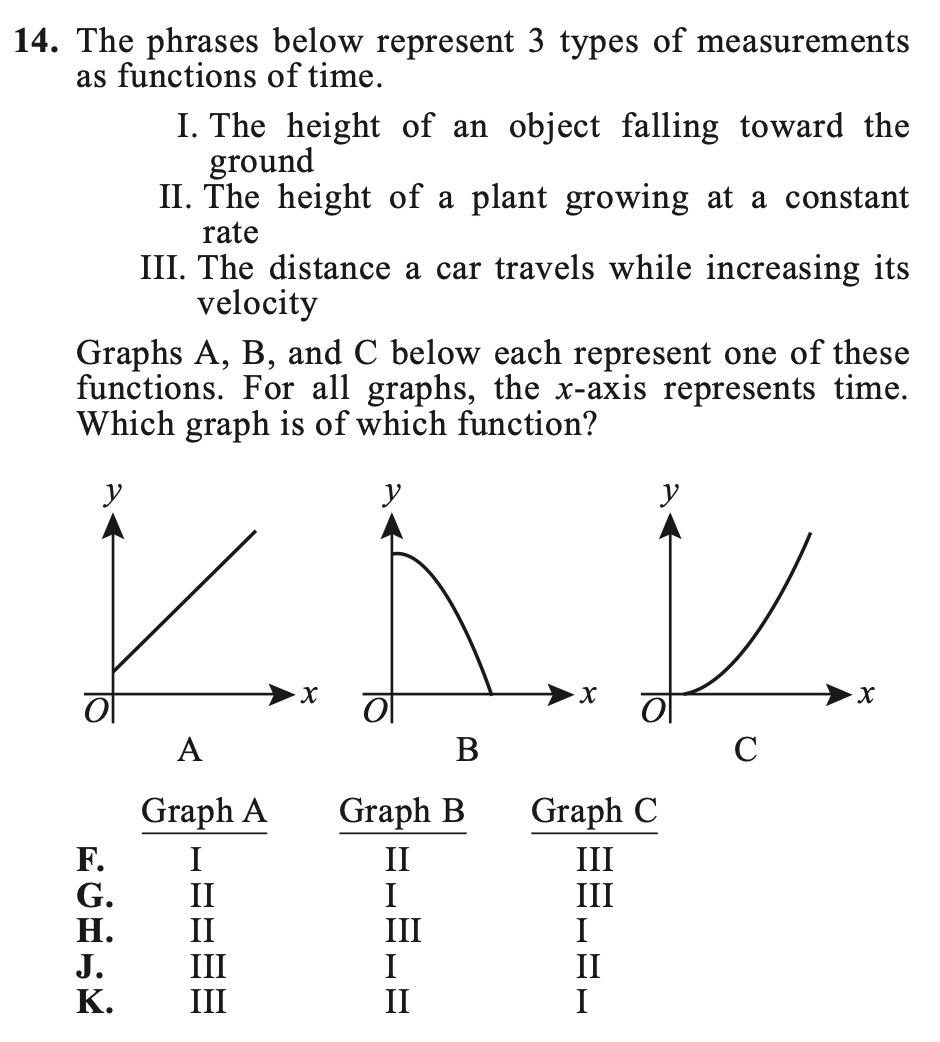 14. The phrases below represent 3 types of measurements
as functions of time.
I. The height of an object falling toward the
ground
II. The height of a plant growing at a constant
rate
III. The distance a car travels while increasing its
velocity
Graphs A, B, and C below each represent one of these
functions. For all graphs, the x-axis represents time.
Which graph is of which function?
y y y
O x O x O x
A B C
Graph A Graph B Graph C
F. I II III
G. II I III
H. II III I
J. III I II
K. III II I